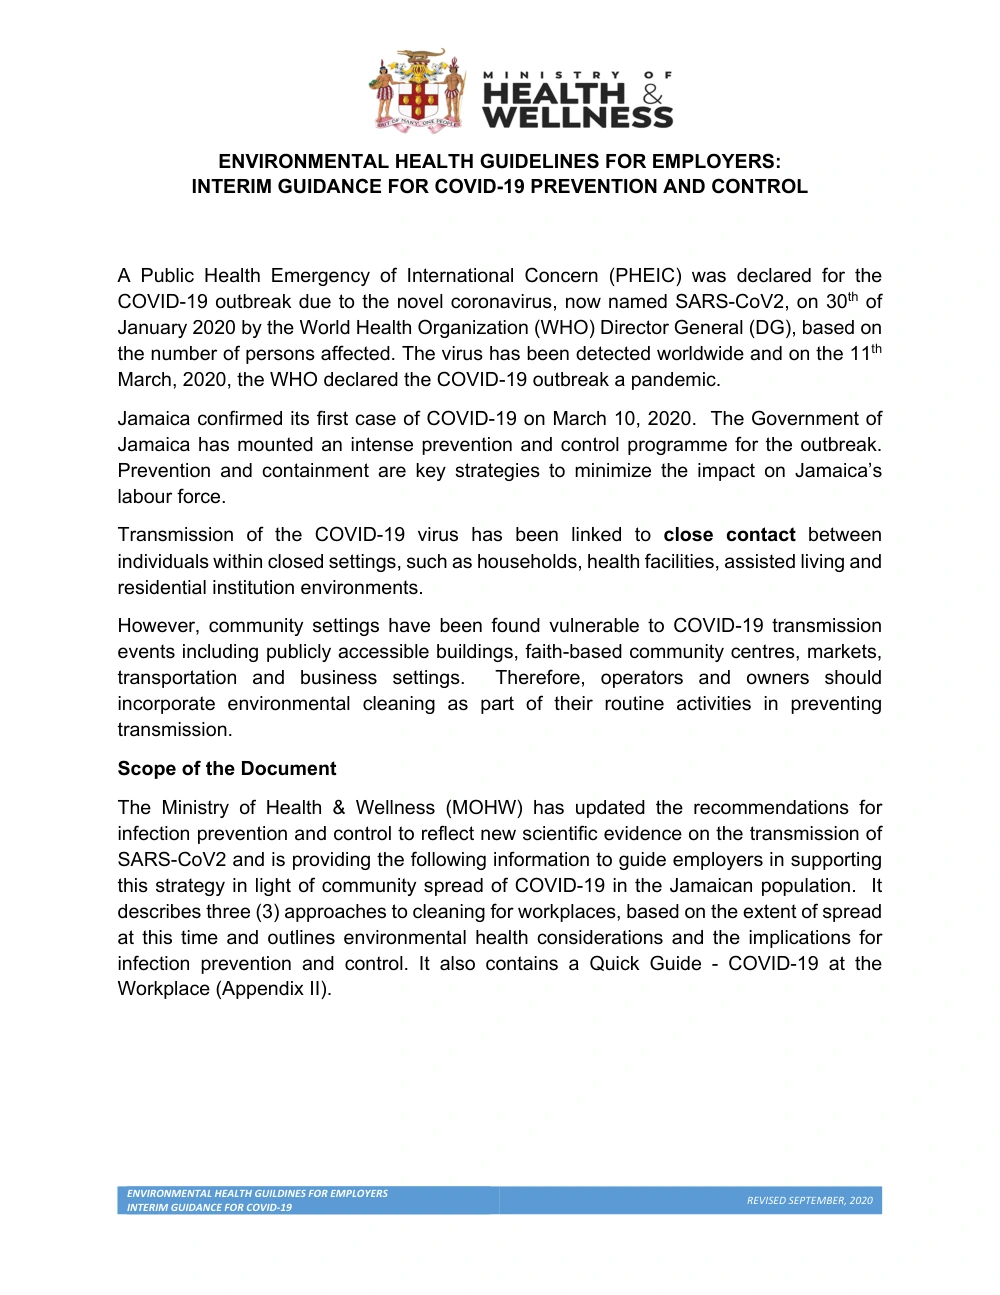 MINISTRY OF
HEALTH &
WELLNESS
OUT OF MANY, ONE PEOPLE
ENVIRONMENTAL HEALTH GUIDELINES FOR EMPLOYERS:
INTERIM GUIDANCE FOR COVID-19 PREVENTION AND CONTROL
A Public Health Emergency of International Concern (PHEIC) was declared for the
COVID-19 outbreak due to the novel coronavirus, now named SARS-CoV2, on 30th of
January 2020 by the World Health Organization (WHO) Director General (DG), based on
the number of persons affected. The virus has been detected worldwide and on the 11th
March, 2020, the WHO declared the COVID-19 outbreak a pandemic.
Jamaica confirmed its first case of COVID-19 on March 10, 2020.  The Government of
Jamaica has mounted an intense prevention and control programme for the outbreak.
Prevention and containment are key strategies to minimize the impact on Jamaica’s
labour force.
Transmission of the COVID-19 virus has been linked to close contact between
individuals within closed settings, such as households, health facilities, assisted living and
residential institution environments.
However, community settings have been found vulnerable to COVID-19 transmission
events including publicly accessible buildings, faith-based community centres, markets,
transportation and business settings.  Therefore, operators and owners should
incorporate environmental cleaning as part of their routine activities in preventing
transmission.
Scope of the Document
The Ministry of Health & Wellness (MOHW) has updated the recommendations for
infection prevention and control to reflect new scientific evidence on the transmission of
SARS-CoV2 and is providing the following information to guide employers in supporting
this strategy in light of community spread of COVID-19 in the Jamaican population.  It
describes three (3) approaches to cleaning for workplaces, based on the extent of spread
at this time and outlines environmental health considerations and the implications for
infection prevention and control. It also contains a Quick Guide - COVID-19 at the
Workplace (Appendix II).
ENVIRONMENTAL HEALTH GUILDINES FOR EMPLOYERS
INTERIM GUIDANCE FOR COVID-19
REVISED SEPTEMBER, 2020